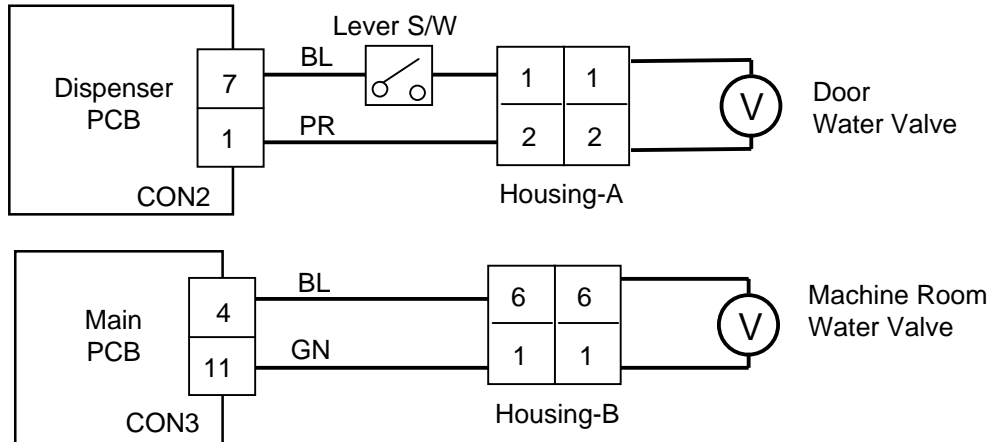 Lever S/W
Dispenser
PCB
7
BL
1
1
V
Door
Water Valve
1
PR
2
2
CON2
Housing-A
Main
PCB
4
BL
6
6
V
Machine Room
Water Valve
11
GN
1
1
CON3
Housing-B